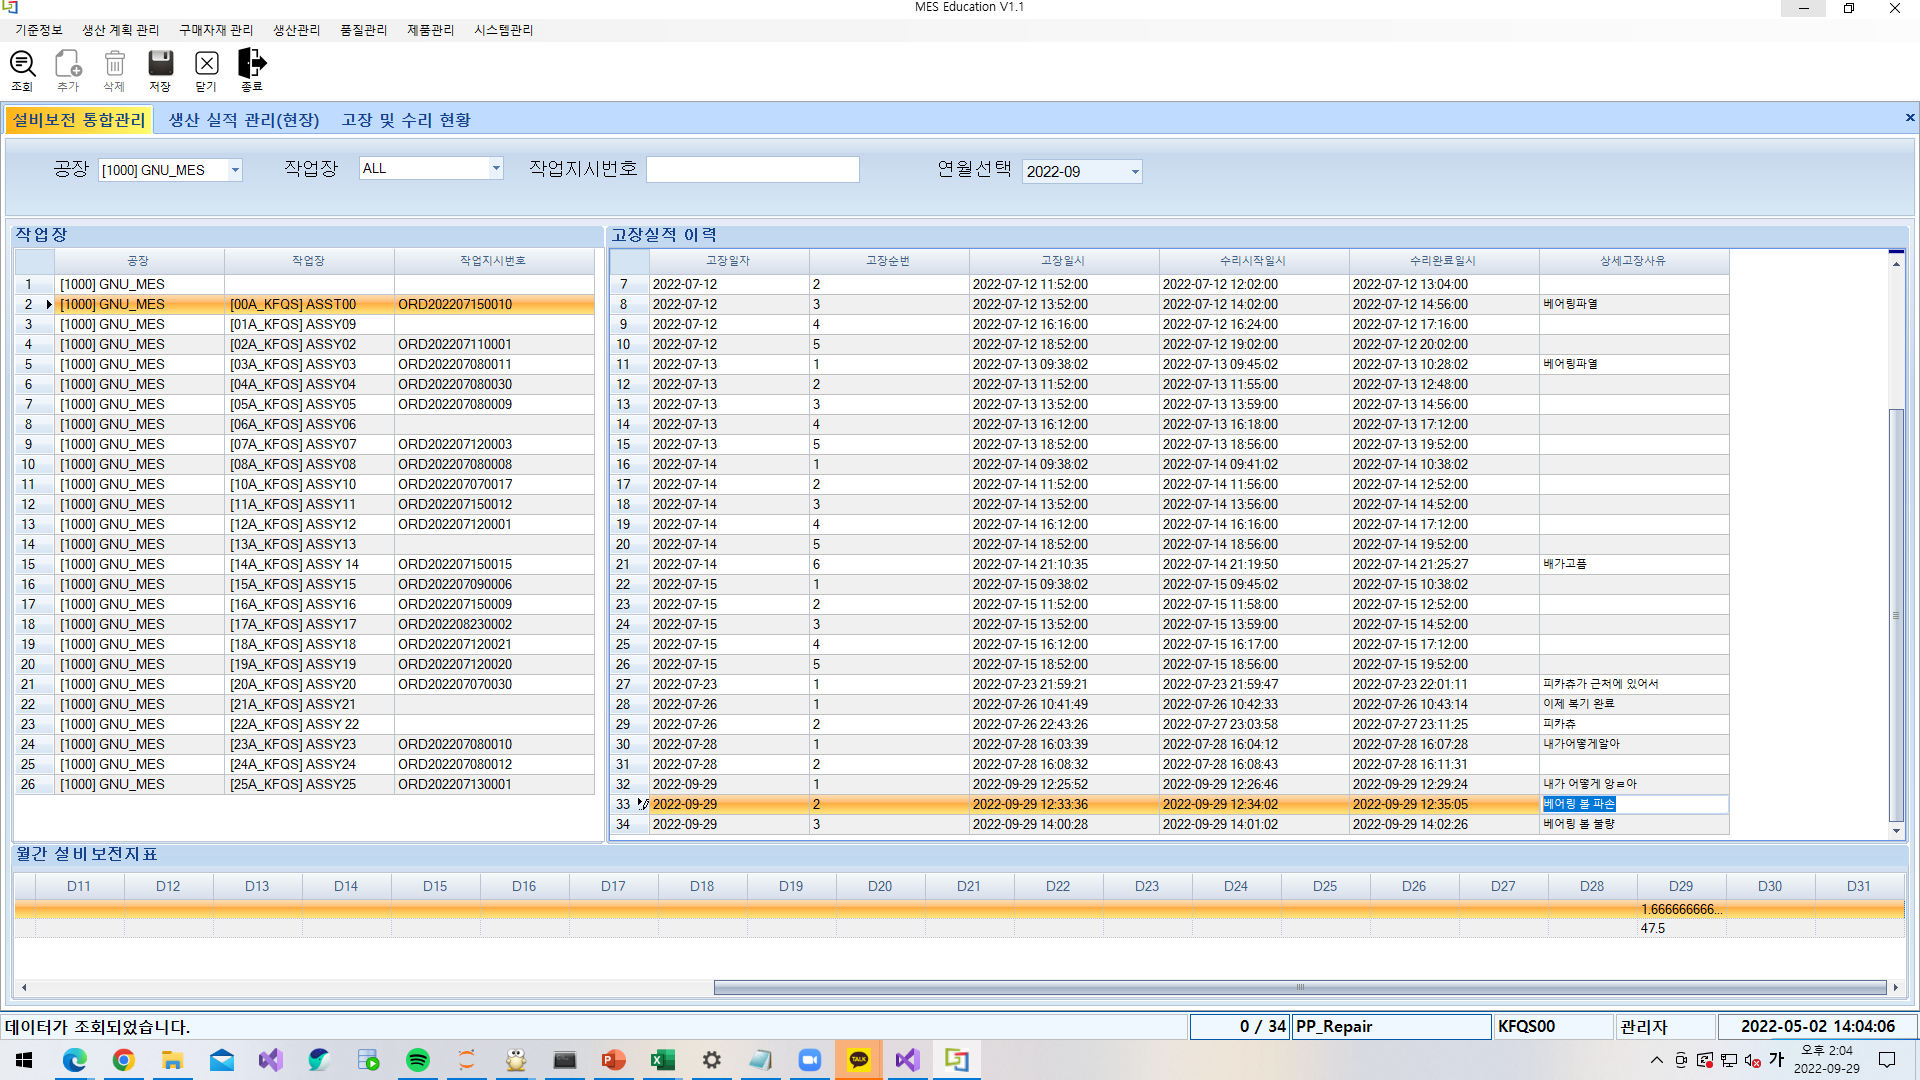 MES Education V1.1
기준정보 생산 계획 관리 구매자재 관리 생산관리 품질관리 제품관리 시스템관리
조회 추가 삭제 저장 닫기 종료
설비보전 통합관리 생산 실적 관리(현장) 고장 및 수리 현황
공장 [1000] GNU_MES 작업장 ALL 작업지시번호 연월선택 2022-09
작업장
공장 작업장 작업지시번호
1 [1000] GNU_MES
2 [1000] GNU_MES [00A_KFQS] ASST00 ORD202207150010
3 [1000] GNU_MES [01A_KFQS] ASSY09
4 [1000] GNU_MES [02A_KFQS] ASSY02 ORD202207110001
5 [1000] GNU_MES [03A_KFQS] ASSY03 ORD202207080011
6 [1000] GNU_MES [04A_KFQS] ASSY04 ORD202207080030
7 [1000] GNU_MES [05A_KFQS] ASSY05 ORD202207080009
8 [1000] GNU_MES [06A_KFQS] ASSY06
9 [1000] GNU_MES [07A_KFQS] ASSY07 ORD202207120003
10 [1000] GNU_MES [08A_KFQS] ASSY08 ORD202207080008
11 [1000] GNU_MES [10A_KFQS] ASSY10 ORD202207070017
12 [1000] GNU_MES [11A_KFQS] ASSY11 ORD202207150012
13 [1000] GNU_MES [12A_KFQS] ASSY12 ORD202207120001
14 [1000] GNU_MES [13A_KFQS] ASSY13
15 [1000] GNU_MES [14A_KFQS] ASSY 14 ORD202207150015
16 [1000] GNU_MES [15A_KFQS] ASSY15 ORD202207090006
17 [1000] GNU_MES [16A_KFQS] ASSY16 ORD202207150009
18 [1000] GNU_MES [17A_KFQS] ASSY17 ORD202208230002
19 [1000] GNU_MES [18A_KFQS] ASSY18 ORD202207120021
20 [1000] GNU_MES [19A_KFQS] ASSY19 ORD202207120020
21 [1000] GNU_MES [20A_KFQS] ASSY20 ORD202207070030
22 [1000] GNU_MES [21A_KFQS] ASSY21
23 [1000] GNU_MES [22A_KFQS] ASSY 22
24 [1000] GNU_MES [23A_KFQS] ASSY23 ORD202207080010
25 [1000] GNU_MES [24A_KFQS] ASSY24 ORD202207080012
26 [1000] GNU_MES [25A_KFQS] ASSY25 ORD202207130001
고장실적 이력
고장일자 고장순번 고장일시 수리시작일시 수리완료일시 상세고장사유
7 2022-07-12 2 2022-07-12 11:52:00 2022-07-12 12:02:00 2022-07-12 13:04:00
8 2022-07-12 3 2022-07-12 13:52:00 2022-07-12 14:02:00 2022-07-12 14:56:00 베어링파열
9 2022-07-12 4 2022-07-12 16:16:00 2022-07-12 16:24:00 2022-07-12 17:16:00
10 2022-07-12 5 2022-07-12 18:52:00 2022-07-12 19:02:00 2022-07-12 20:02:00
11 2022-07-13 1 2022-07-13 09:38:02 2022-07-13 09:45:02 2022-07-13 10:28:02 베어링파열
12 2022-07-13 2 2022-07-13 11:52:00 2022-07-13 11:55:00 2022-07-13 12:48:00
13 2022-07-13 3 2022-07-13 13:52:00 2022-07-13 13:59:00 2022-07-13 14:56:00
14 2022-07-13 4 2022-07-13 16:12:00 2022-07-13 16:18:00 2022-07-13 17:12:00
15 2022-07-13 5 2022-07-13 18:52:00 2022-07-13 18:56:00 2022-07-13 19:52:00
16 2022-07-14 1 2022-07-14 09:38:02 2022-07-14 09:41:02 2022-07-14 10:38:02
17 2022-07-14 2 2022-07-14 11:52:00 2022-07-14 11:56:00 2022-07-14 12:52:00
18 2022-07-14 3 2022-07-14 13:52:00 2022-07-14 13:56:00 2022-07-14 14:52:00
19 2022-07-14 4 2022-07-14 16:12:00 2022-07-14 16:16:00 2022-07-14 17:12:00
20 2022-07-14 5 2022-07-14 18:52:00 2022-07-14 18:56:00 2022-07-14 19:52:00
21 2022-07-14 6 2022-07-14 21:10:35 2022-07-14 21:19:50 2022-07-14 21:25:27 배가고픔
22 2022-07-15 1 2022-07-15 09:38:02 2022-07-15 09:45:02 2022-07-15 10:38:02
23 2022-07-15 2 2022-07-15 11:52:00 2022-07-15 11:58:00 2022-07-15 12:52:00
24 2022-07-15 3 2022-07-15 13:52:00 2022-07-15 13:59:00 2022-07-15 14:52:00
25 2022-07-15 4 2022-07-15 16:12:00 2022-07-15 16:17:00 2022-07-15 17:12:00
26 2022-07-15 5 2022-07-15 18:52:00 2022-07-15 18:56:00 2022-07-15 19:52:00
27 2022-07-23 1 2022-07-23 21:59:21 2022-07-23 21:59:47 2022-07-23 22:01:11 피카츄가 근처에 있어서
28 2022-07-26 1 2022-07-26 10:41:49 2022-07-26 10:42:33 2022-07-26 10:43:14 이제 복기 완료
29 2022-07-26 2 2022-07-26 22:43:26 2022-07-27 23:03:58 2022-07-27 23:11:25 피카츄
30 2022-07-28 1 2022-07-28 16:03:39 2022-07-28 16:04:12 2022-07-28 16:07:28 내가어떻게알아
31 2022-07-28 2 2022-07-28 16:08:32 2022-07-28 16:08:43 2022-07-28 16:11:31
32 2022-09-29 1 2022-09-29 12:25:52 2022-09-29 12:26:46 2022-09-29 12:29:24 내가 어떻게 앙ㄹ아
33 2022-09-29 2 2022-09-29 12:33:36 2022-09-29 12:34:02 2022-09-29 12:35:05 베어링 볼 파손
34 2022-09-29 3 2022-09-29 14:00:28 2022-09-29 14:01:02 2022-09-29 14:02:26 베어링 볼 불량
월간 설비보전지표
D11 D12 D13 D14 D15 D16 D17 D18 D19 D20 D21 D22 D23 D24 D25 D26 D27 D28 D29 D30 D31
1.666666666...
47.5
데이터가 조회되었습니다. 0 / 34 PP_Repair KFQS00 관리자 2022-05-02 14:04:06
TALK 가 오후 2:04
2022-09-29